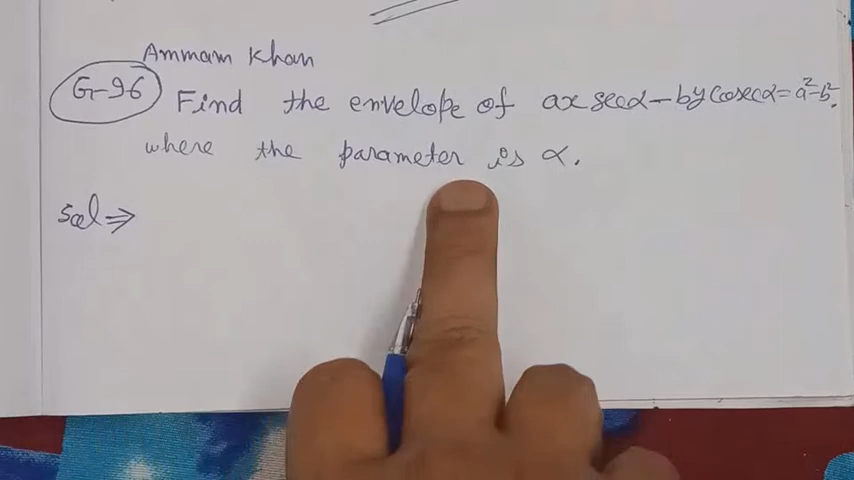 Ammam Khan
G-96 Find the envelope of ax secα - by cosecα = a²-b².
where the parameter is α.
Sol ⇒